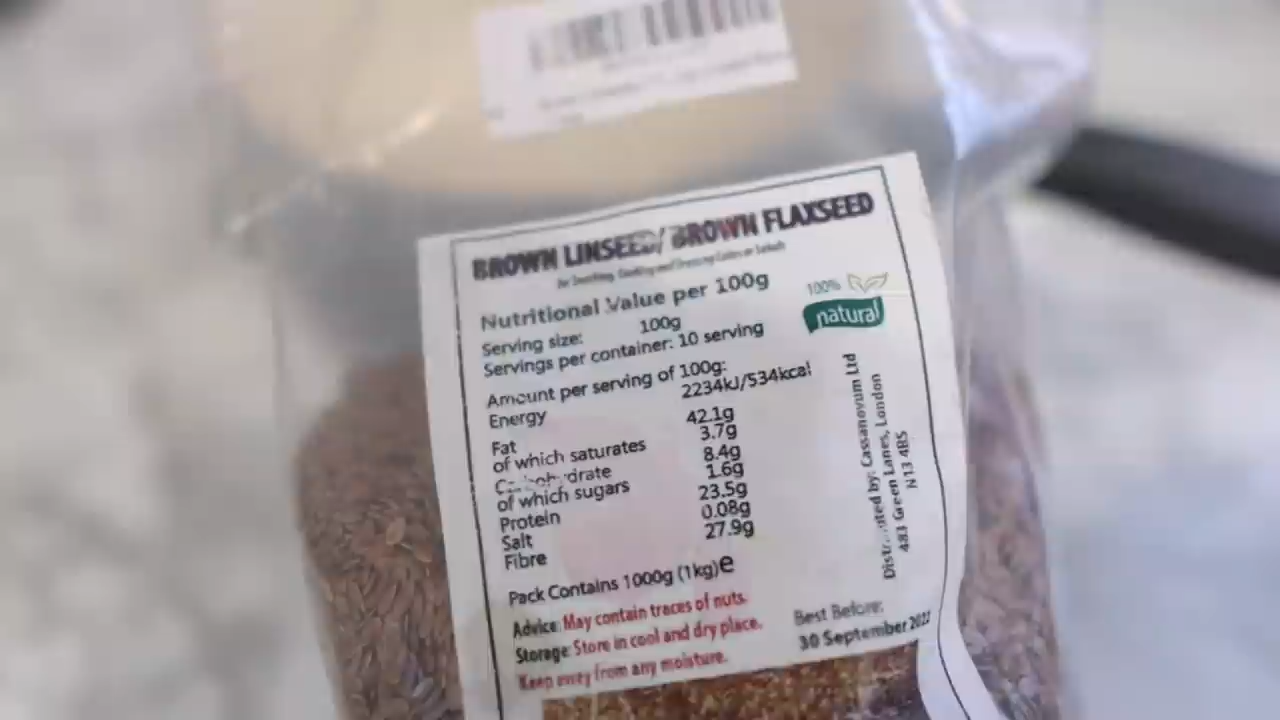 BROWN LINSEED/ BROWN FLAXSEED
Nutritional Value per 100g
Serving size: 100g
Servings per container: 10 serving
Amount per serving of 100g:
Energy 2234kJ/534kcal
Fat 42.1g
of which saturates 3.7g
Carbohydrate 8.4g
of which sugars 1.6g
Protein 23.5g
Salt 0.08g
Fibre 27.9g
Pack Contains 1000g (1kg)e
Advice: May contain traces of nuts.
Storage: Store in cool and dry place.
Keep away from any moisture.
100%
natural
Distributed by: Cassanovum Ltd
483 Green Lanes, London
N13 4BS
Best Before:
30 September